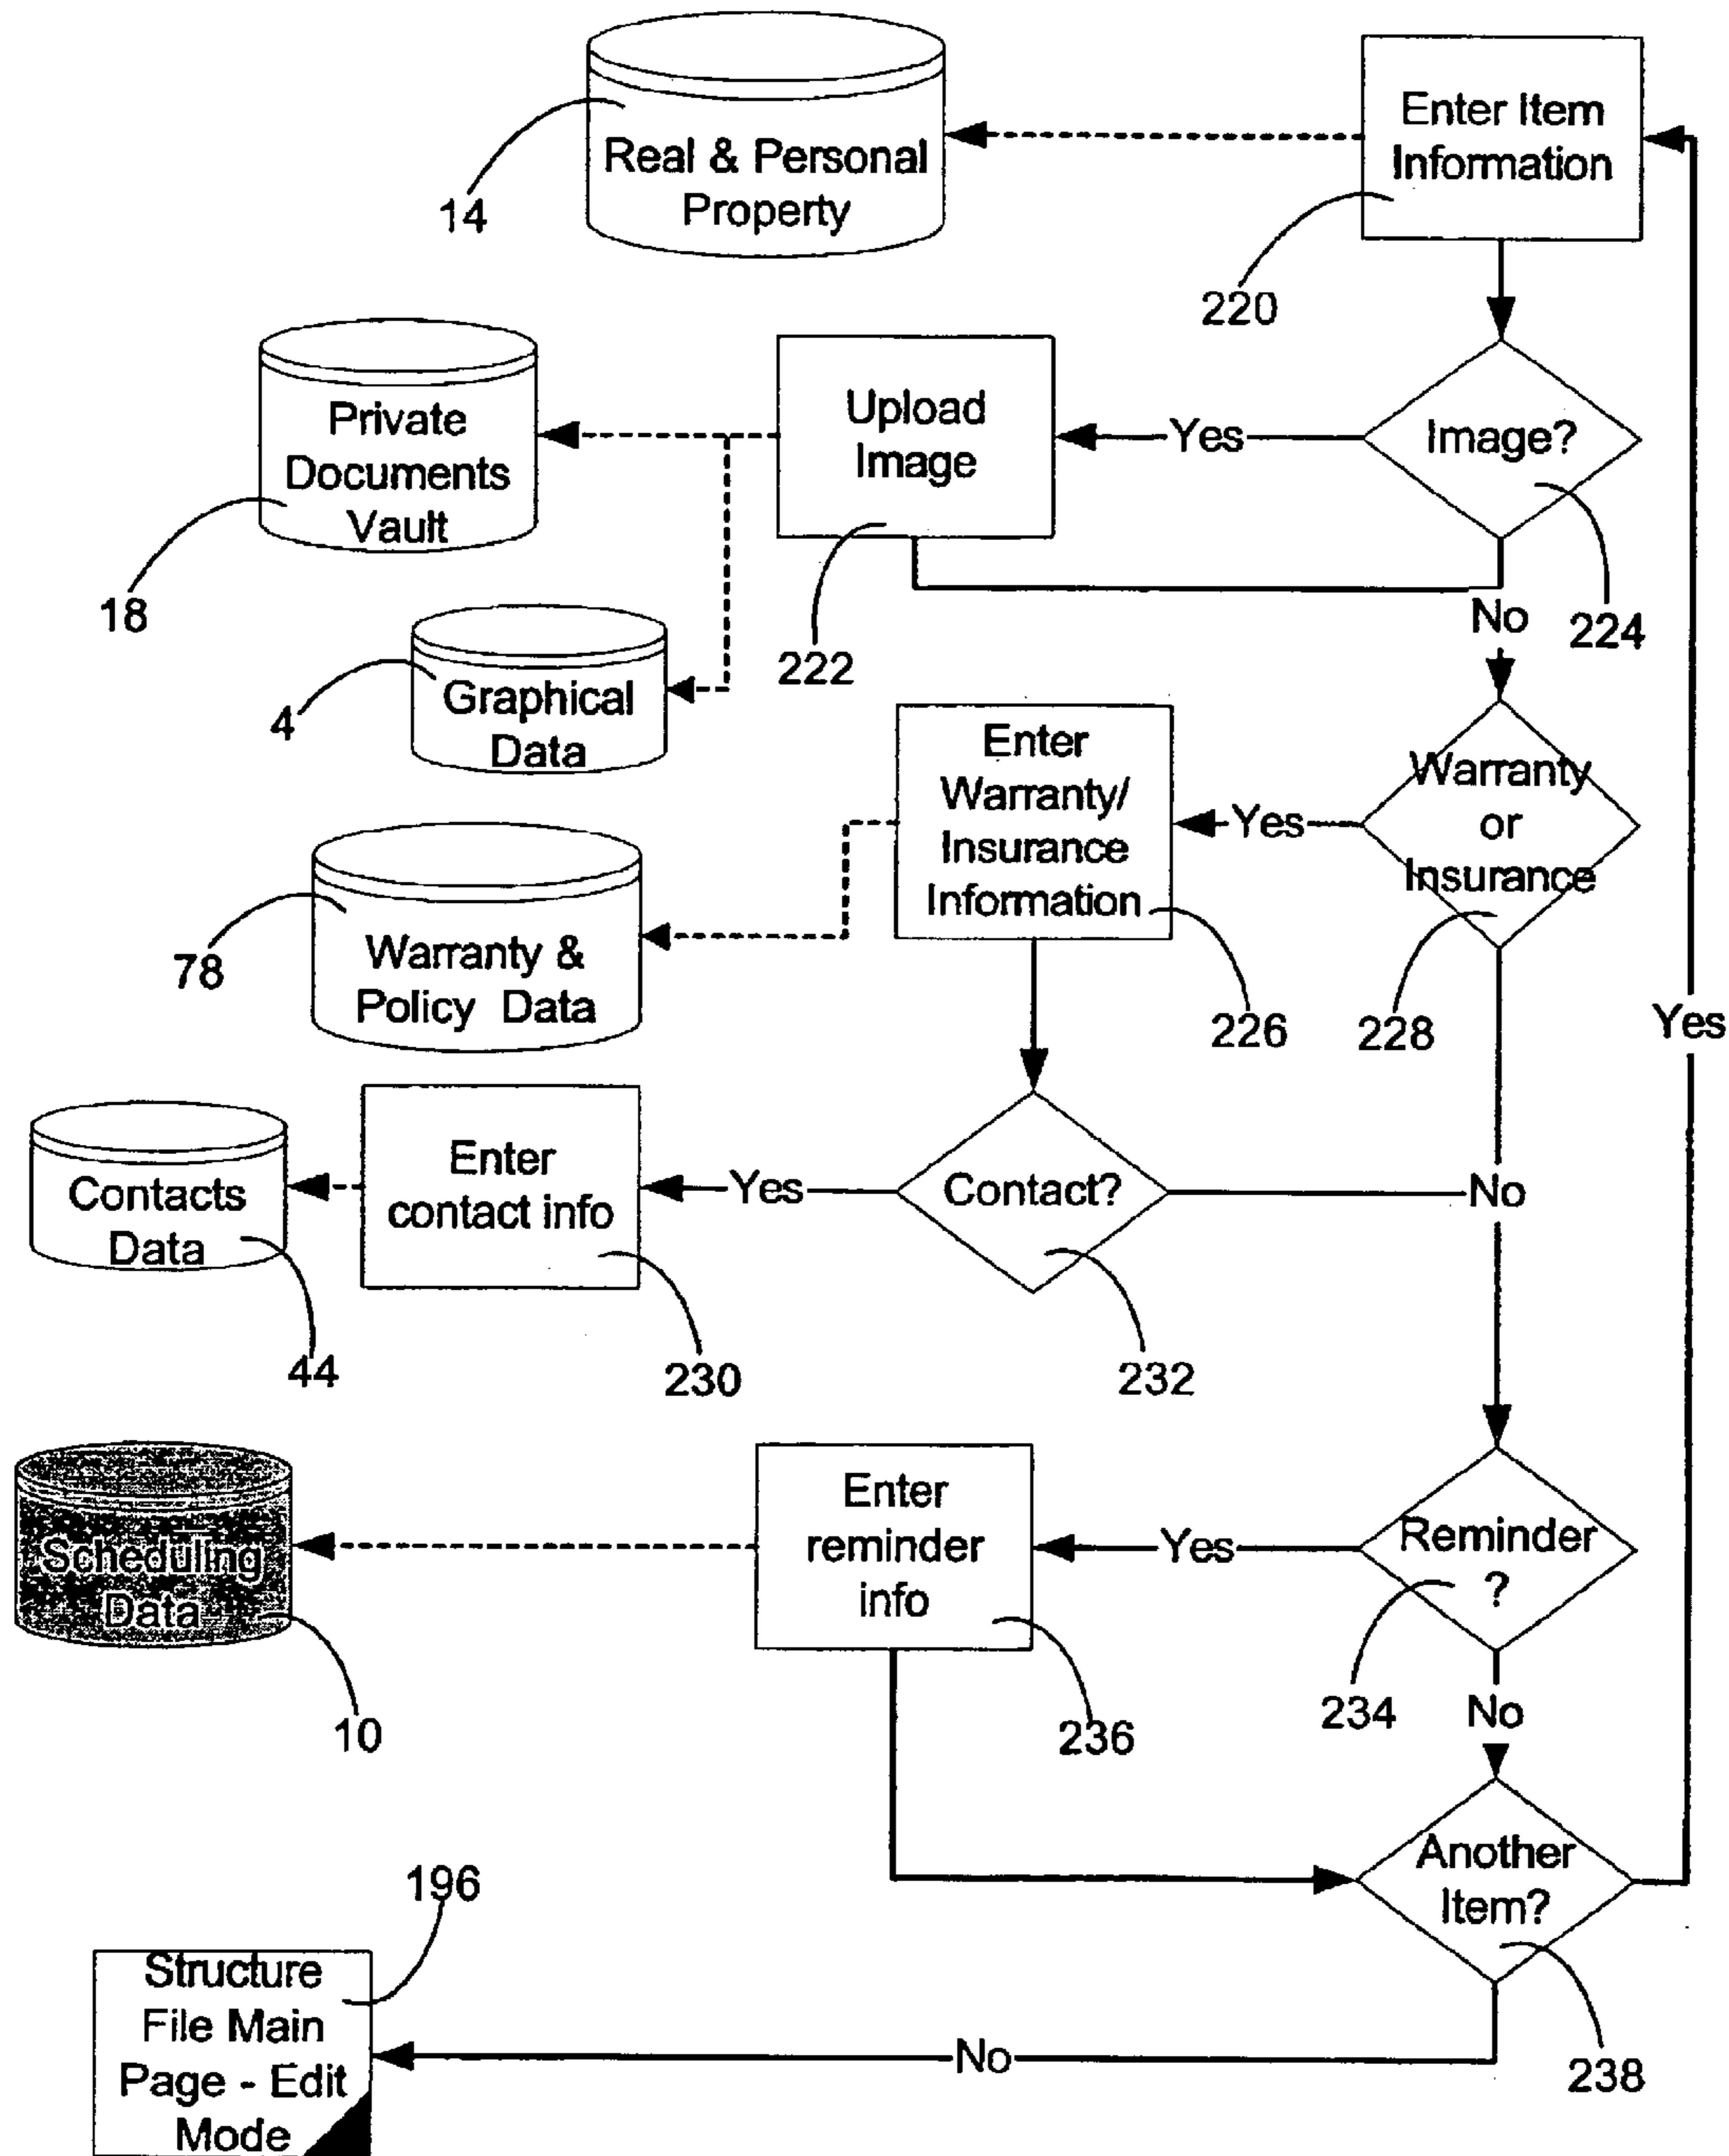 Real & Personal
Property
14
Enter Item
Information
220
Private
Documents
Vault
18
Upload
Image
222
Yes
Image?
224
No
Graphical
Data
4
Enter
Warranty/
Insurance
Information
226
Yes
Warranty
or
Insurance
228
Warranty &
Policy Data
78
Yes
Contacts
Data
44
Enter
contact info
230
Yes
Contact?
232
No
Scheduling
Data
10
Enter
reminder
info
236
Yes
Reminder
?
234
No
Another
Item?
238
196
Structure
File Main
Page - Edit
Mode
No